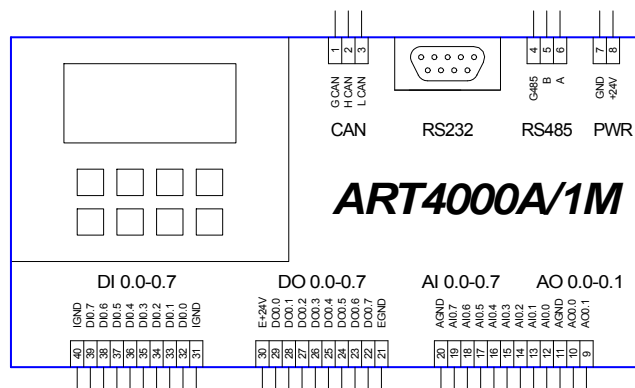 1 2 3 4 5 6 7 8
G CAN H CAN L CAN G485 B A GND +24V
CAN RS232 RS485 PWR
ART4000A/1M
DI 0.0-0.7 DO 0.0-0.7 AI 0.0-0.7 AO 0.0-0.1
IGND DI0.7 DI0.6 DI0.5 DI0.4 DI0.3 DI0.2 DI0.1 DI0.0 IGND E+24V DO0.0 DO0.1 DO0.2 DO0.3 DO0.4 DO0.5 DO0.6 DO0.7 EGND AGND AI0.7 AI0.6 AI0.5 AI0.4 AI0.3 AI0.2 AI0.1 AI0.0 AGND AO0.0 AO0.1
40 39 38 37 36 35 34 33 32 31 30 29 28 27 26 25 24 23 22 21 20 19 18 17 16 15 14 13 12 11 10 9